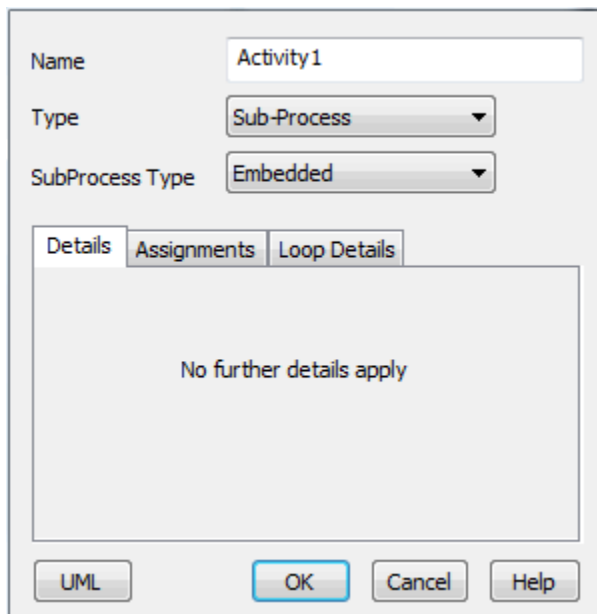 Name Activity1
Type Sub-Process
SubProcess Type Embedded
Details Assignments Loop Details
No further details apply
UML OK Cancel Help